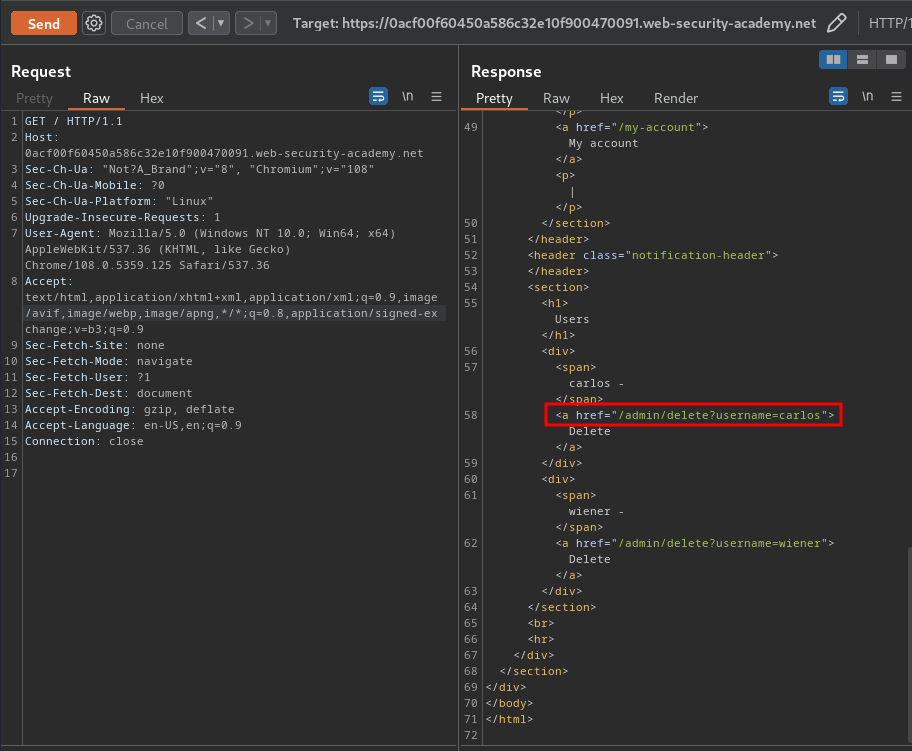 Send Cancel < > Target: https://0acf00f60450a586c32e10f900470091.web-security-academy.net HTTP/1
Request
Pretty Raw Hex \n
1 GET / HTTP/1.1
2 Host:
0acf00f60450a586c32e10f900470091.web-security-academy.net
3 Sec-Ch-Ua: "Not?A_Brand";v="8", "Chromium";v="108"
4 Sec-Ch-Ua-Mobile: ?0
5 Sec-Ch-Ua-Platform: "Linux"
6 Upgrade-Insecure-Requests: 1
7 User-Agent: Mozilla/5.0 (Windows NT 10.0; Win64; x64)
AppleWebKit/537.36 (KHTML, like Gecko)
Chrome/108.0.5359.125 Safari/537.36
8 Accept:
text/html,application/xhtml+xml,application/xml;q=0.9,image
/avif,image/webp,image/apng,*/*;q=0.8,application/signed-ex
change;v=b3;q=0.9
9 Sec-Fetch-Site: none
10 Sec-Fetch-Mode: navigate
11 Sec-Fetch-User: ?1
12 Sec-Fetch-Dest: document
13 Accept-Encoding: gzip, deflate
14 Accept-Language: en-US,en;q=0.9
15 Connection: close
16
17
Response
Pretty Raw Hex Render \n
</p>
49 <a href="/my-account">
My account
</a>
<p>
|
</p>
50 </section>
51 </header>
52 <header class="notification-header">
53 </header>
54 <section>
55 <h1>
Users
</h1>
56 <div>
57 <span>
carlos -
</span>
58 <a href="/admin/delete?username=carlos">
Delete
</a>
59 </div>
60 <div>
61 <span>
wiener -
</span>
62 <a href="/admin/delete?username=wiener">
Delete
</a>
63 </div>
64 </section>
65 <br>
66 <hr>
67 </div>
68 </section>
69 </div>
70 </body>
71 </html>
72